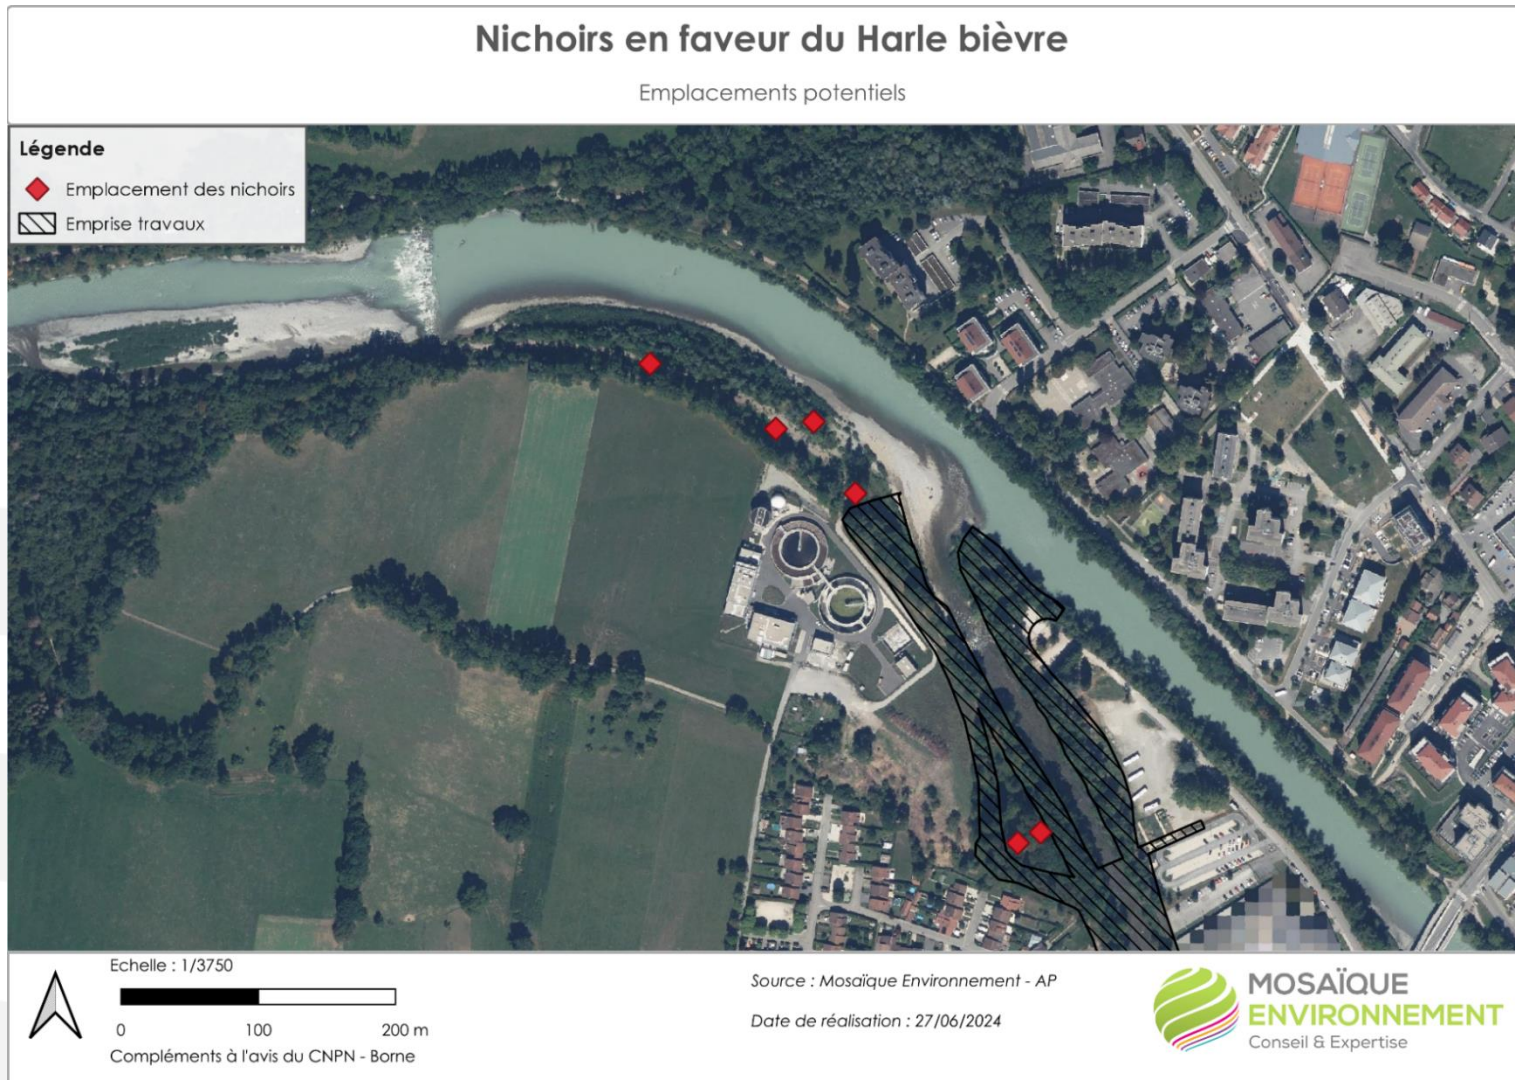 Nichoirs en faveur du Harle bièvre
Emplacements potentiels
Légende
Emplacement des nichoirs
Emprise travaux
Echelle : 1/3750
0 100 200 m
Compléments à l'avis du CNPN - Borne
Source : Mosaïque Environnement - AP
Date de réalisation : 27/06/2024
MOSAÏQUE
ENVIRONNEMENT
Conseil & Expertise